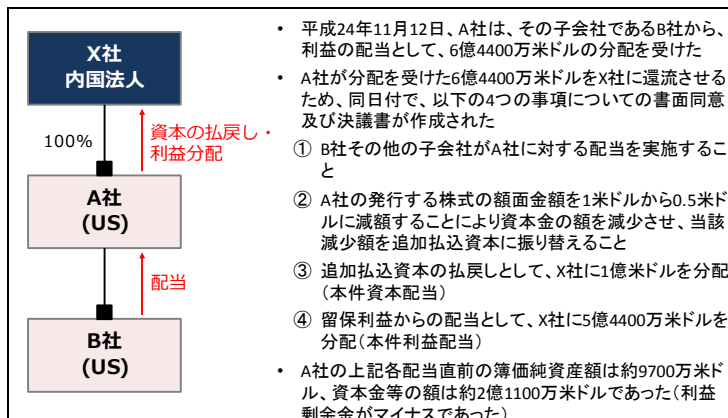 X社
内国法人
100%
資本の払戻し・
利益分配
A社
(US)
配当
B社
(US)
• 平成24年11月12日、A社は、その子会社であるB社から、
利益の配当として、6億4400万米ドルの分配を受けた
• A社が分配を受けた6億4400万米ドルをX社に還流させる
ため、同日付で、以下の4つの事項についての書面同意
及び決議書が作成された
① B社その他の子会社がA社に対する配当を実施するこ
と
② A社の発行する株式の額面金額を1米ドルから0.5米ド
ルに減額することにより資本金の額を減少させ、当該
減少額を追加払込資本に振り替えること
③ 追加払込資本の払戻しとして、X社に1億米ドルを分配
(本件資本配当)
④ 留保利益からの配当として、X社に5億4400万米ドルを
分配(本件利益配当)
• A社の上記各配当直前の簿価純資産額は約9700万米ド
ル、資本金等の額は約2億1100万米ドルであった(利益
剰余金がマイナスであった)